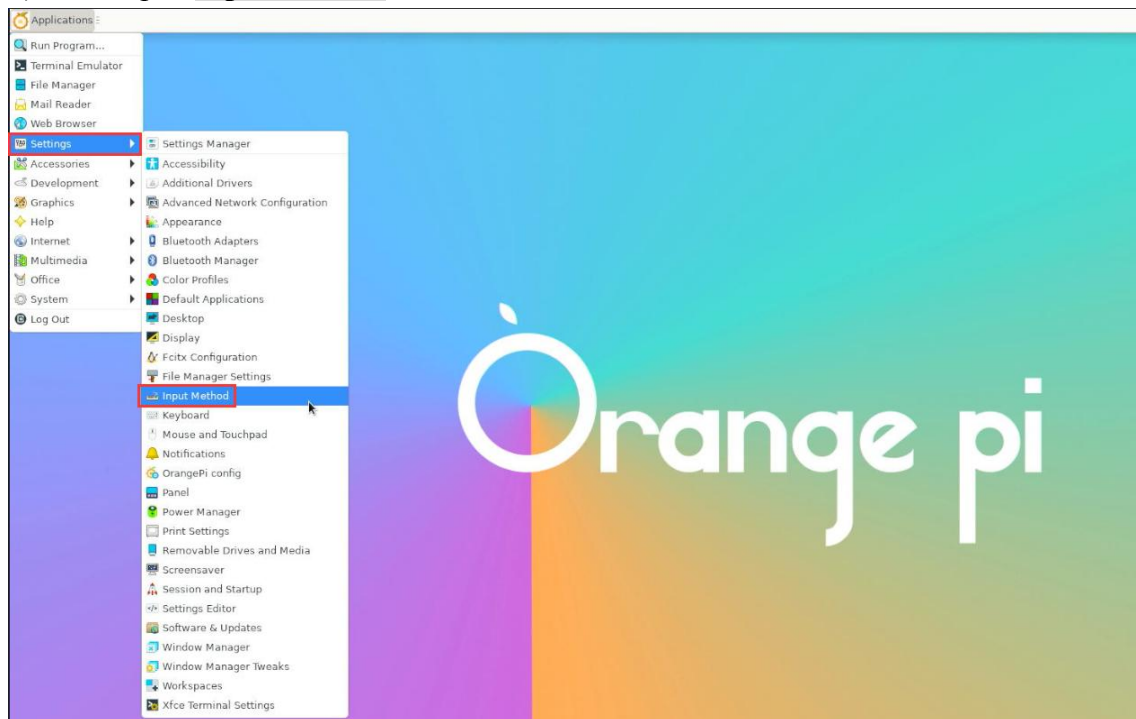 Applications
Run Program...
Terminal Emulator
File Manager
Mail Reader
Web Browser
Settings
Accessories
Development
Graphics
Help
Internet
Multimedia
Office
System
Log Out
Settings Manager
Accessibility
Additional Drivers
Advanced Network Configuration
Appearance
Bluetooth Adapters
Bluetooth Manager
Color Profiles
Default Applications
Desktop
Display
Fcitx Configuration
File Manager Settings
Input Method
Keyboard
Mouse and Touchpad
Notifications
OrangePi config
Panel
Power Manager
Print Settings
Removable Drives and Media
Screensaver
Session and Startup
Settings Editor
Software & Updates
Window Manager
Window Manager Tweaks
Workspaces
Xfce Terminal Settings
Orange pi